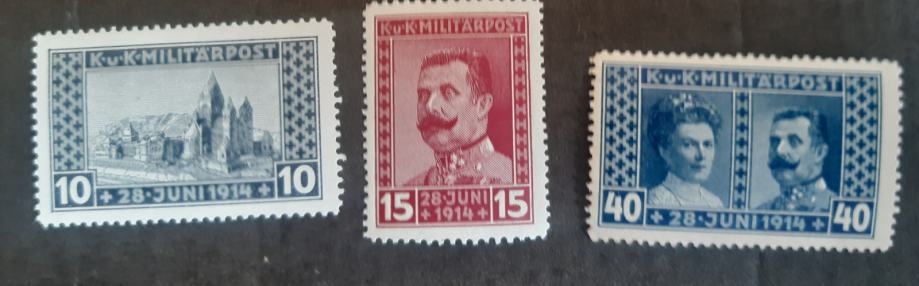 K.u.K.MILITÄRPOST
10 +28·JUNI 1914+ 10
K.u.K.MILITÄRPOST
15 28·JUNI 15
+1914+
K.u.K.MILITÄRPOST
40 +28·JUNI 1914+ 40